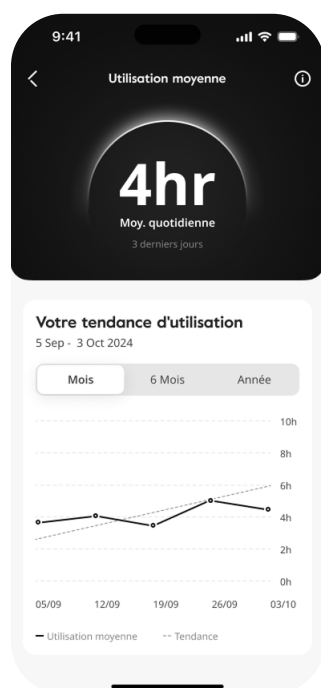 9:41
Utilisation moyenne
4hr
Moy. quotidienne
3 derniers jours
Votre tendance d'utilisation
5 Sep - 3 Oct 2024
Mois 6 Mois Année
10h
8h
6h
4h
2h
0h
05/09 12/09 19/09 26/09 03/10
Utilisation moyenne -- Tendance